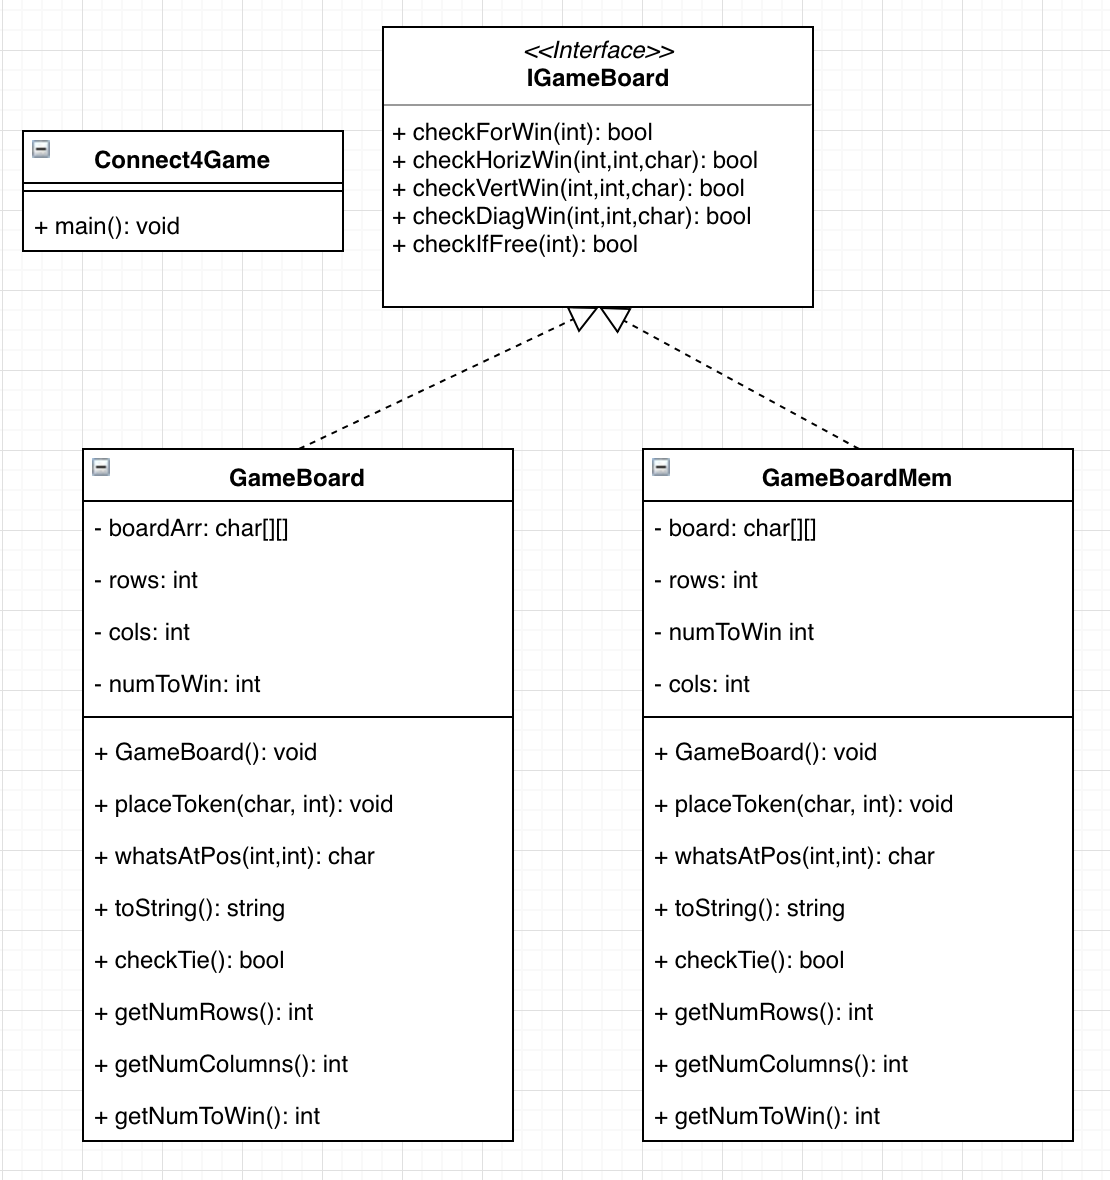 <<Interface>>
IGameBoard
+ checkForWin(int): bool
+ checkHorizWin(int,int,char): bool
+ checkVertWin(int,int,char): bool
+ checkDiagWin(int,int,char): bool
+ checkIfFree(int): bool
Connect4Game
+ main(): void
GameBoard
- boardArr: char[][]
- rows: int
- cols: int
- numToWin: int
+ GameBoard(): void
+ placeToken(char, int): void
+ whatsAtPos(int,int): char
+ toString(): string
+ checkTie(): bool
+ getNumRows(): int
+ getNumColumns(): int
+ getNumToWin(): int
GameBoardMem
- board: char[][]
- rows: int
- numToWin int
- cols: int
+ GameBoard(): void
+ placeToken(char, int): void
+ whatsAtPos(int,int): char
+ toString(): string
+ checkTie(): bool
+ getNumRows(): int
+ getNumColumns(): int
+ getNumToWin(): int